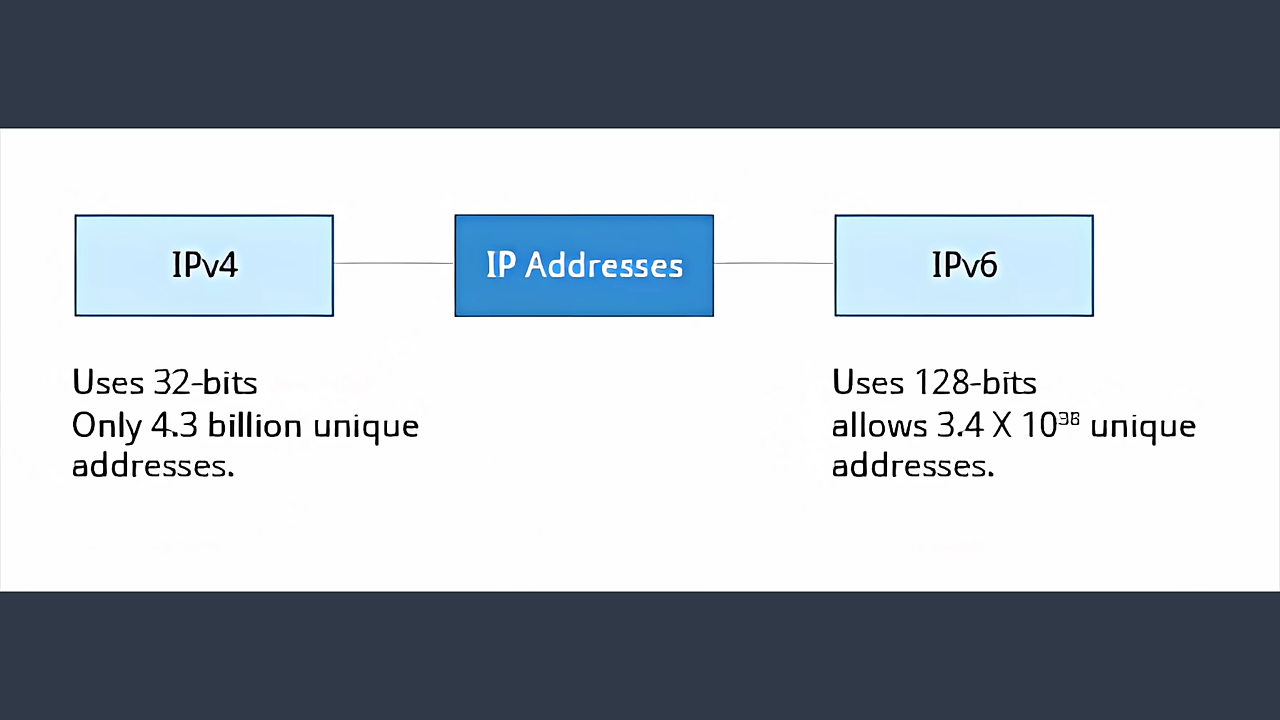 IPv4
IP Addresses
IPv6
Uses 32-bits
Only 4.3 billion unique
addresses.
Uses 128-bits
allows 3.4 X 10³⁸ unique
addresses.